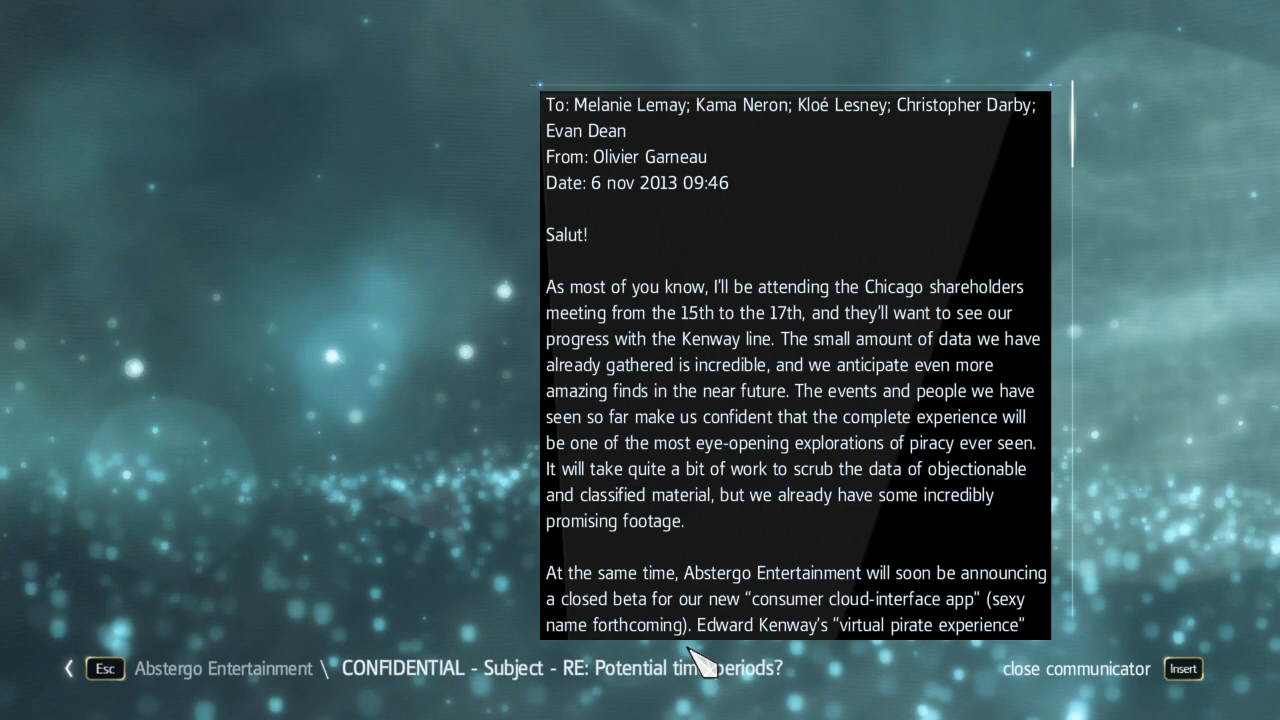 To: Melanie Lemay; Kama Neron; Kloé Lesney; Christopher Darby;
Evan Dean
From: Olivier Garneau
Date: 6 nov 2013 09:46
Salut!
As most of you know, I'll be attending the Chicago shareholders
meeting from the 15th to the 17th, and they'll want to see our
progress with the Kenway line. The small amount of data we have
already gathered is incredible, and we anticipate even more
amazing finds in the near future. The events and people we have
seen so far make us confident that the complete experience will
be one of the most eye-opening explorations of piracy ever seen.
It will take quite a bit of work to scrub the data of objectionable
and classified material, but we already have some incredibly
promising footage.
At the same time, Abstergo Entertainment will soon be announcing
a closed beta for our new “consumer cloud-interface app” (sexy
name forthcoming). Edward Kenway's “virtual pirate experience”
Esc Abstergo Entertainment \ CONFIDENTIAL - Subject - RE: Potential time periods? close communicator Insert